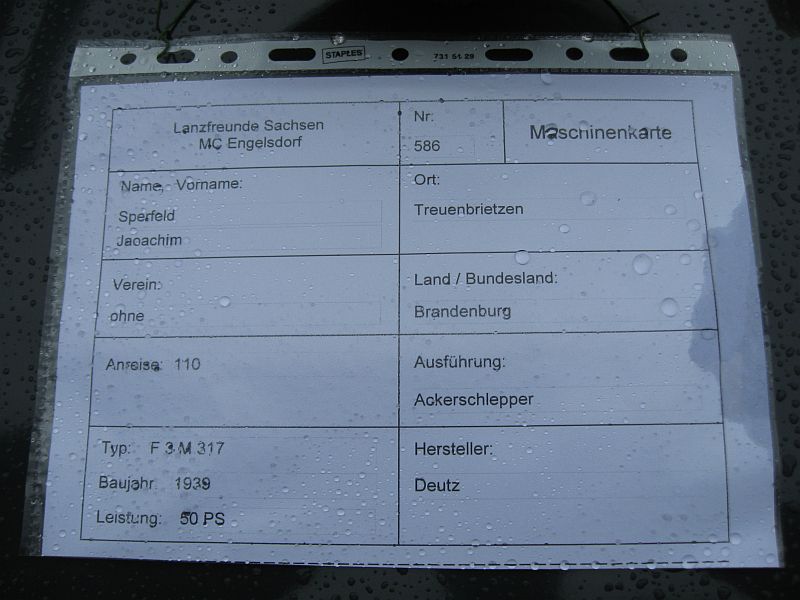 STAPLES 731 51 29
Lanzfreunde Sachsen
MC Engelsdorf
Nr:
586
Maschinenkarte
Name, Vorname:
Sperfeld
Jaoachim
Ort:
Treuenbrietzen
Verein:
ohne
Land / Bundesland:
Brandenburg
Anreise: 110
Ausführung:
Ackerschlepper
Typ: F 3 M 317
Baujahr 1939
Leistung: 50 PS
Hersteller:
Deutz